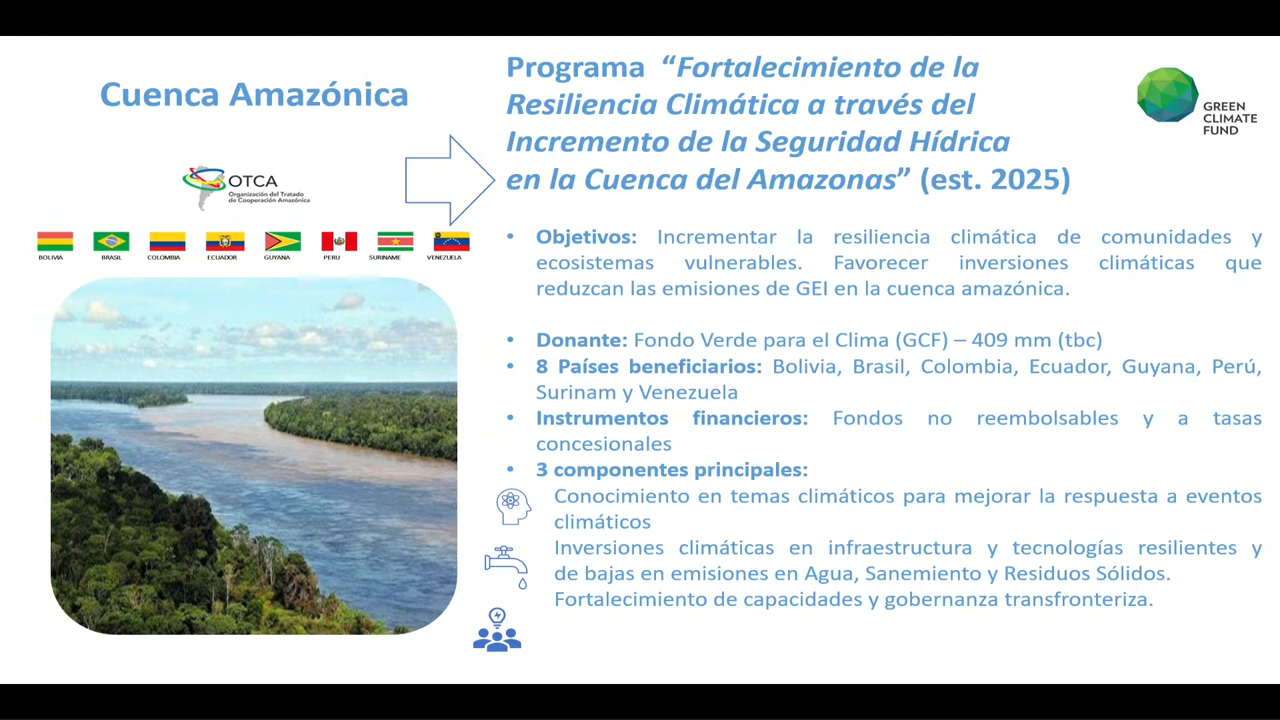 Cuenca Amazónica
OTCA
Organización del Tratado
de Cooperación Amazónica
BOLIVIA
BRASIL
COLOMBIA
ECUADOR
GUYANA
PERU
SURINAME
VENEZUELA
Programa “Fortalecimiento de la
Resiliencia Climática a través del
Incremento de la Seguridad Hídrica
en la Cuenca del Amazonas” (est. 2025)
GREEN
CLIMATE
FUND
• Objetivos: Incrementar la resiliencia climática de comunidades y
ecosistemas vulnerables. Favorecer inversiones climáticas que
reduzcan las emisiones de GEI en la cuenca amazónica.
• Donante: Fondo Verde para el Clima (GCF) – 409 mm (tbc)
• 8 Países beneficiarios: Bolivia, Brasil, Colombia, Ecuador, Guyana, Perú,
Surinam y Venezuela
• Instrumentos financieros: Fondos no reembolsables y a tasas
concesionales
• 3 componentes principales:
Conocimiento en temas climáticos para mejorar la respuesta a eventos
climáticos
Inversiones climáticas en infraestructura y tecnologías resilientes y
de bajas en emisiones en Agua, Sanemiento y Residuos Sólidos.
Fortalecimiento de capacidades y gobernanza transfronteriza.